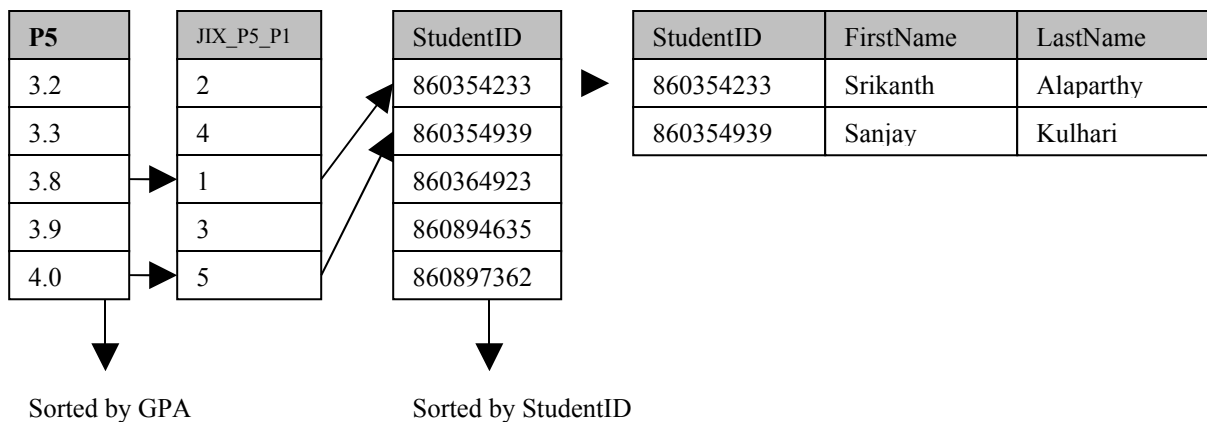 P5 JIX_P5_P1 StudentID StudentID FirstName LastName
3.2 2 860354233 860354233 Srikanth Alaparthy
3.3 4 860354939 860354939 Sanjay Kulhari
3.8 1 860364923
3.9 3 860894635
4.0 5 860897362
Sorted by GPA Sorted by StudentID